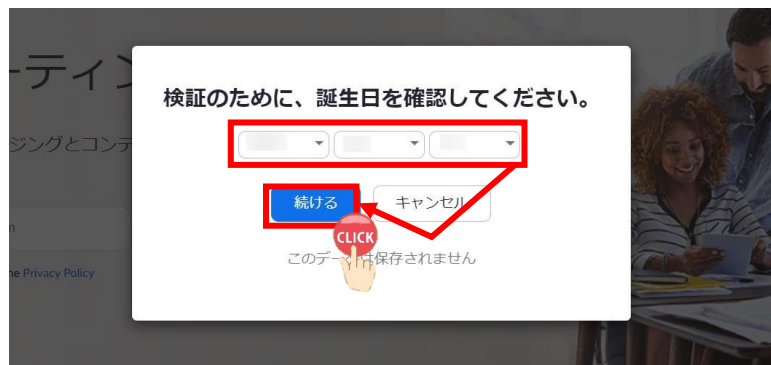 ーティン
検証のために、誕生日を確認してください。
ジングとコンテ
続ける
キャンセル
CLICK
このデータは保存されません
he Privacy Policy